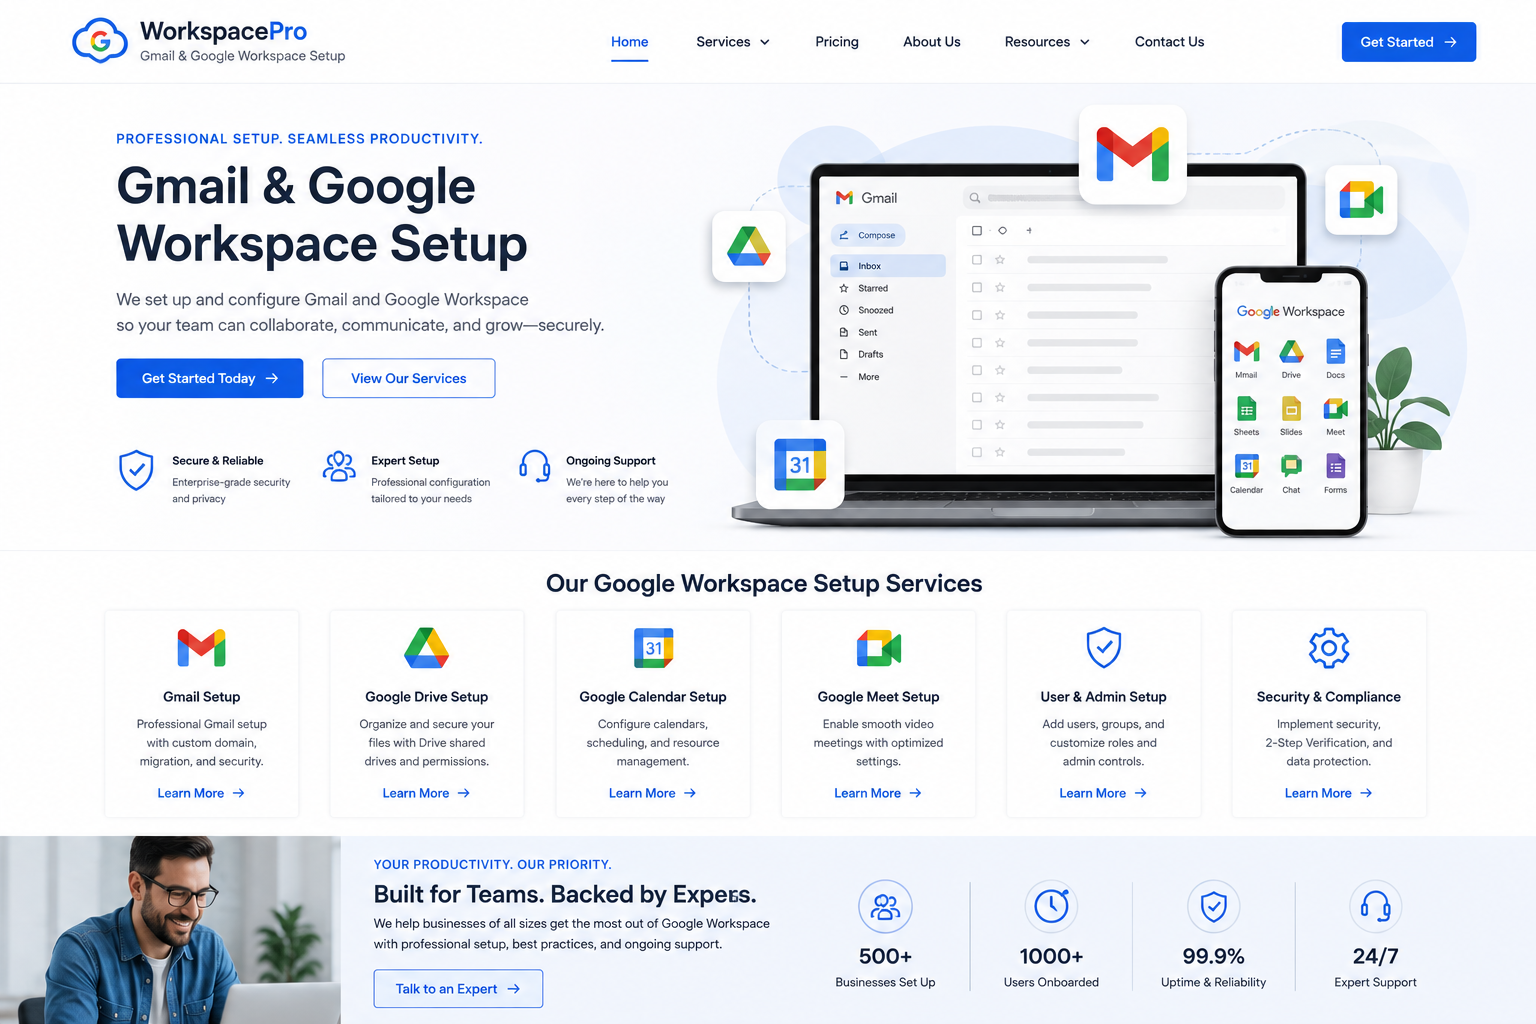 WorkspacePro
Gmail & Google Workspace Setup
Home
Services
Pricing
About Us
Resources
Contact Us
Get Started
PROFESSIONAL SETUP. SEAMLESS PRODUCTIVITY.
Gmail & Google
Workspace Setup
We set up and configure Gmail and Google Workspace
so your team can collaborate, communicate, and grow—securely.
Get Started Today
View Our Services
Secure & Reliable
Enterprise-grade security
and privacy
Expert Setup
Professional configuration
tailored to your needs
Ongoing Support
We're here to help you
every step of the way
Gmail
Compose
Inbox
Starred
Snoozed
Sent
Drafts
More
31
Google Workspace
Mmail
Drive
Docs
Sheets
Slides
Meet
31
Calendar
Chat
Forms
Our Google Workspace Setup Services
Gmail Setup
Professional Gmail setup
with custom domain,
migration, and security.
Learn More
Google Drive Setup
Organize and secure your
files with Drive shared
drives and permissions.
Learn More
31
Google Calendar Setup
Configure calendars,
scheduling, and resource
management.
Learn More
Google Meet Setup
Enable smooth video
meetings with optimized
settings.
Learn More
User & Admin Setup
Add users, groups, and
customize roles and
admin controls.
Learn More
Security & Compliance
Implement security,
2-Step Verification, and
data protection.
Learn More
YOUR PRODUCTIVITY. OUR PRIORITY.
Built for Teams. Backed by
We help businesses of all sizes get the most out of Google Workspace
with professional setup, best practices, and ongoing support.
Talk to an Expert
500+
Businesses Set Up
1000+
Users Onboarded
99.9%
Uptime & Reliability
24/7
Expert Support